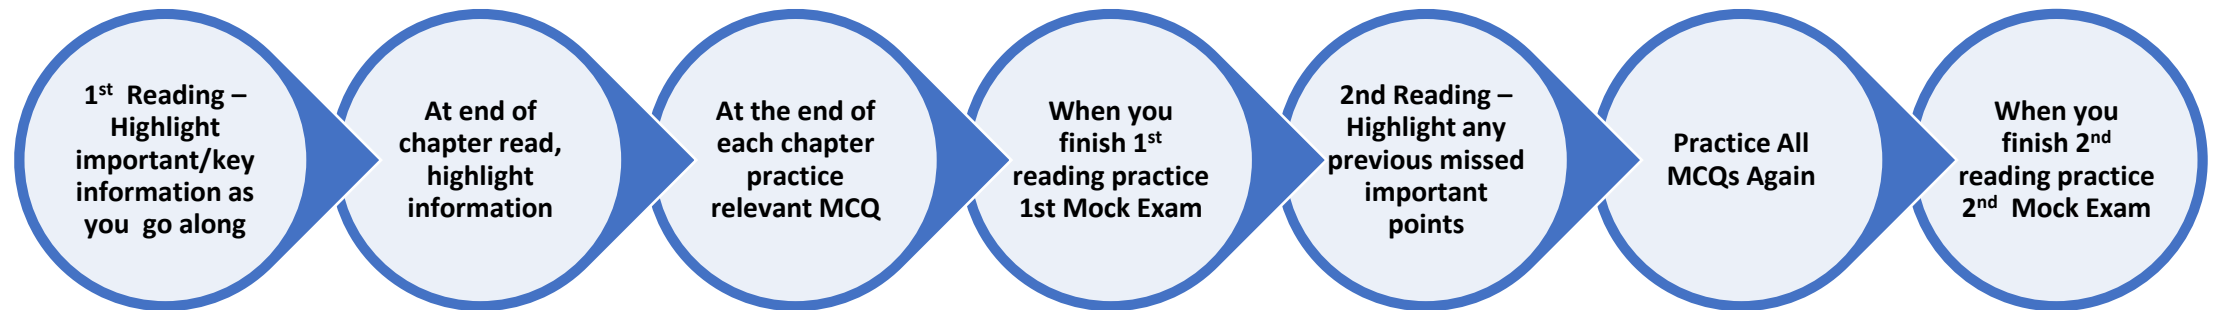 1st Reading –
Highlight
important/key
information as
you go along
At end of
chapter read,
highlight
information
At the end of
each chapter
practice
relevant MCQ
When you
finish 1st
reading practice
1st Mock Exam
2nd Reading –
Highlight any
previous missed
important
points
Practice All
MCQs Again
When you
finish 2nd
reading practice
2nd Mock Exam